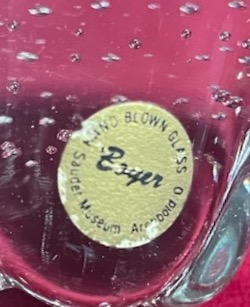 HAND BLOWN GLASS
Boyer
Sauder Museum Archbold O